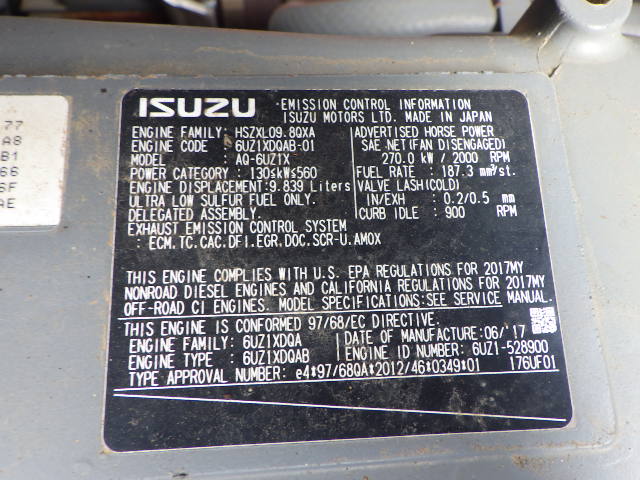 77
A8
B1
66
6F
AE
ISUZU EMISSION CONTROL INFORMATION
ISUZU MOTORS LTD. MADE IN JAPAN
ENGINE FAMILY: HSZXL09.8QXA
ENGINE CODE : 6UZ1XDQAB-01
MODEL : AQ-6UZ1X
POWER CATEGORY : 130≤kW≤560
ENGINE DISPLACEMENT: 9.839 Liters
ULTRA LOW SULFUR FUEL ONLY.
DELEGATED ASSEMBLY.
EXHAUST EMISSION CONTROL SYSTEM
: ECM.TC.CAC.DFI.EGR.DOC.SCR-U.AMOX
ADVERTISED HORSE POWER
SAE NET(FAN DISENGAGED)
270.0 kW / 2000 RPM
FUEL RATE : 187.3 mm³/st.
VALVE LASH(COLD)
IN/EXH : 0.2/0.5 mm
CURB IDLE : 900 RPM
THIS ENGINE COMPLIES WITH U.S. EPA REGULATIONS FOR 2017MY
NONROAD DIESEL ENGINES AND CALIFORNIA REGULATIONS FOR 2017MY
OFF-ROAD CI ENGINES. MODEL SPECIFICATIONS:SEE SERVICE MANUAL.
THIS ENGINE IS CONFORMED 97/68/EC DIRECTIVE.
ENGINE FAMILY: 6UZ1XDQA DATE OF MANUFACTURE:06/'17
ENGINE TYPE : 6UZ1XDQAB ENGINE ID NUMBER: 6UZ1-528900
TYPE APPROVAL NUMBER: e4*97/68QA*2012/46*0349*01 176UF01